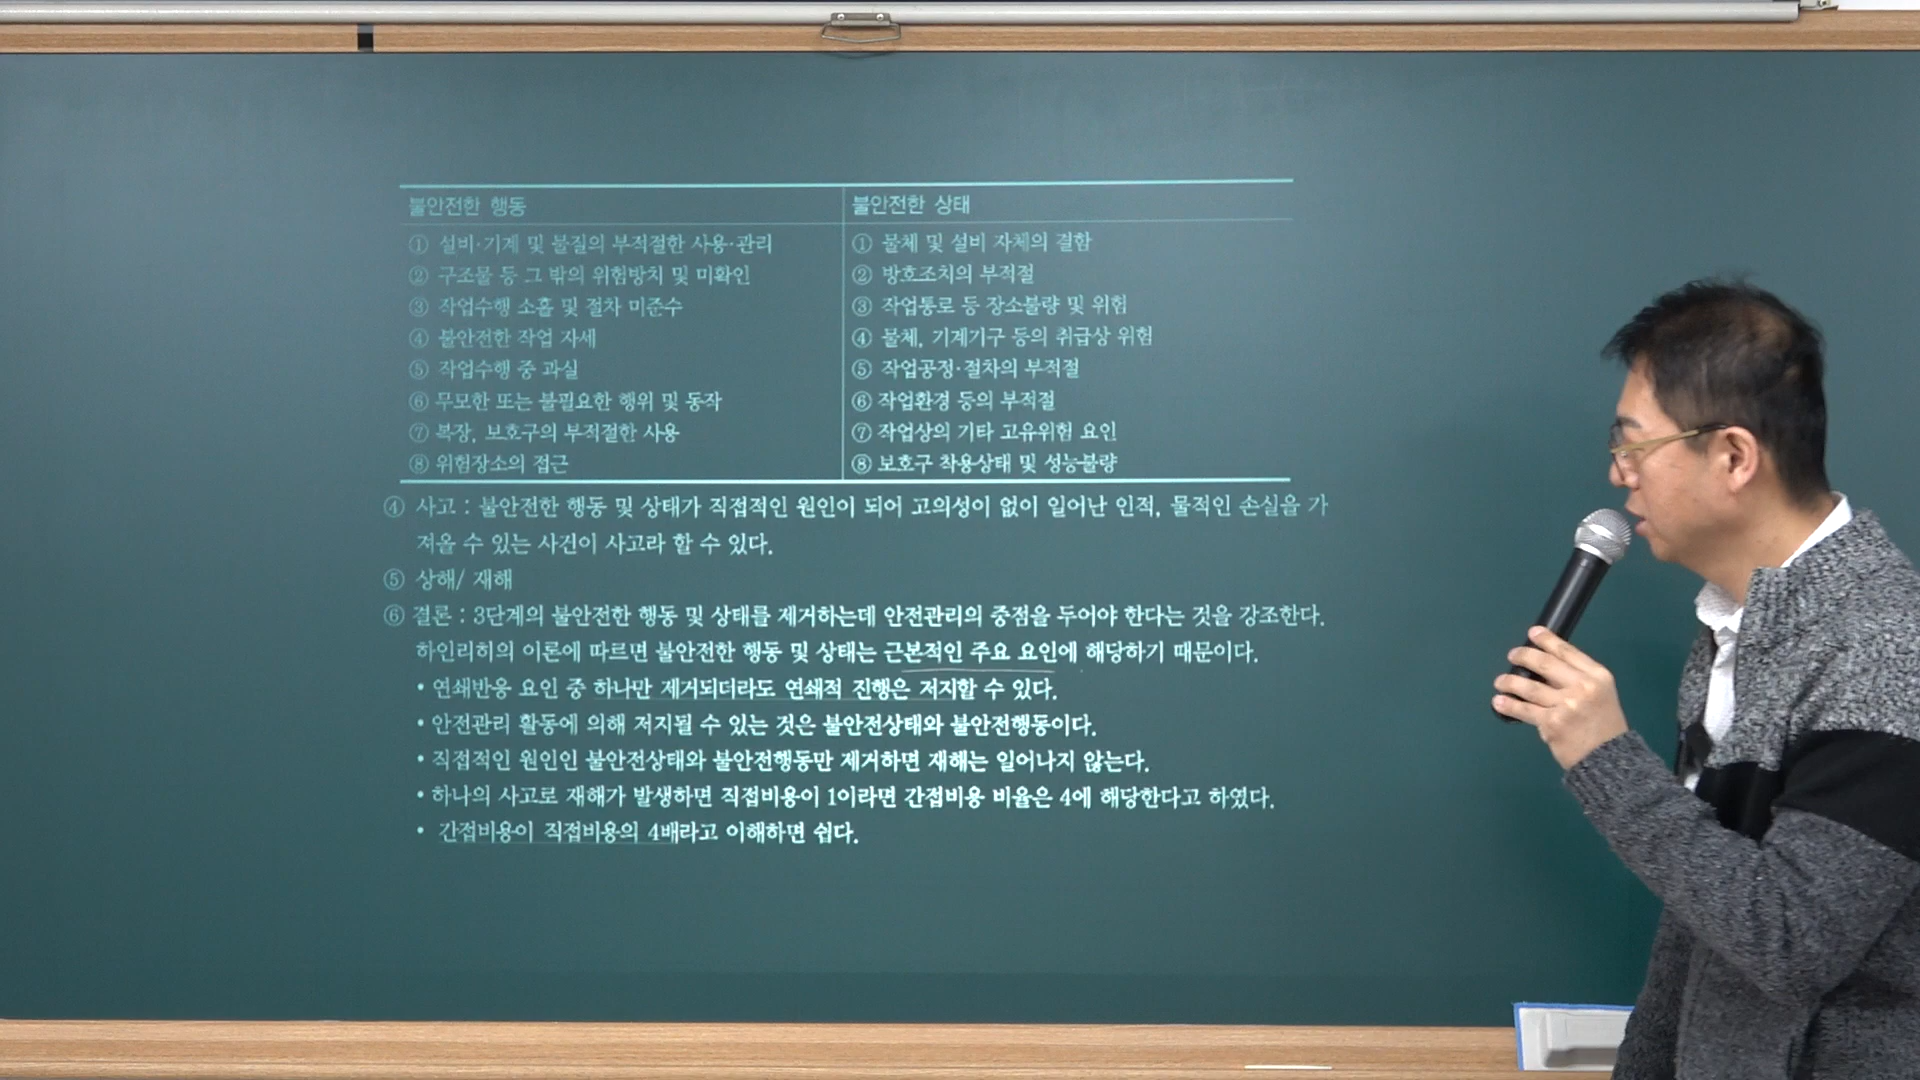 불안전한 행동
① 설비·기계 및 물질의 부적절한 사용·관리
② 구조물 등 그 밖의 위험방치 및 미확인
③ 작업수행 소홀 및 절차 미준수
④ 불안전한 작업 자세
⑤ 작업수행 중 과실
⑥ 무모한 또는 불필요한 행위 및 동작
⑦ 복장, 보호구의 부적절한 사용
⑧ 위험장소의 접근
불안전한 상태
① 물체 및 설비 자체의 결함
② 방호조치의 부적절
③ 작업통로 등 장소불량 및 위험
④ 물체, 기계기구 등의 취급상 위험
⑤ 작업공정·절차의 부적절
⑥ 작업환경 등의 부적절
⑦ 작업상의 기타 고유위험 요인
⑧ 보호구 착용상태 및 성능불량
④ 사고 : 불안전한 행동 및 상태가 직접적인 원인이 되어 고의성이 없이 일어난 인적, 물적인 손실을 가
져올 수 있는 사건이 사고라 할 수 있다.
⑤ 상해/ 재해
⑥ 결론 : 3단계의 불안전한 행동 및 상태를 제거하는데 안전관리의 중점을 두어야 한다는 것을 강조한다.
하인리히의 이론에 따르면 불안전한 행동 및 상태는 근본적인 주요 요인에 해당하기 때문이다.
• 연쇄반응 요인 중 하나만 제거되더라도 연쇄적 진행은 저지할 수 있다.
• 안전관리 활동에 의해 저지될 수 있는 것은 불안전상태와 불안전행동이다.
• 직접적인 원인인 불안전상태와 불안전행동만 제거하면 재해는 일어나지 않는다.
• 하나의 사고로 재해가 발생하면 직접비용이 1이라면 간접비용 비율은 4에 해당한다고 하였다.
• 간접비용이 직접비용의 4배라고 이해하면 쉽다.